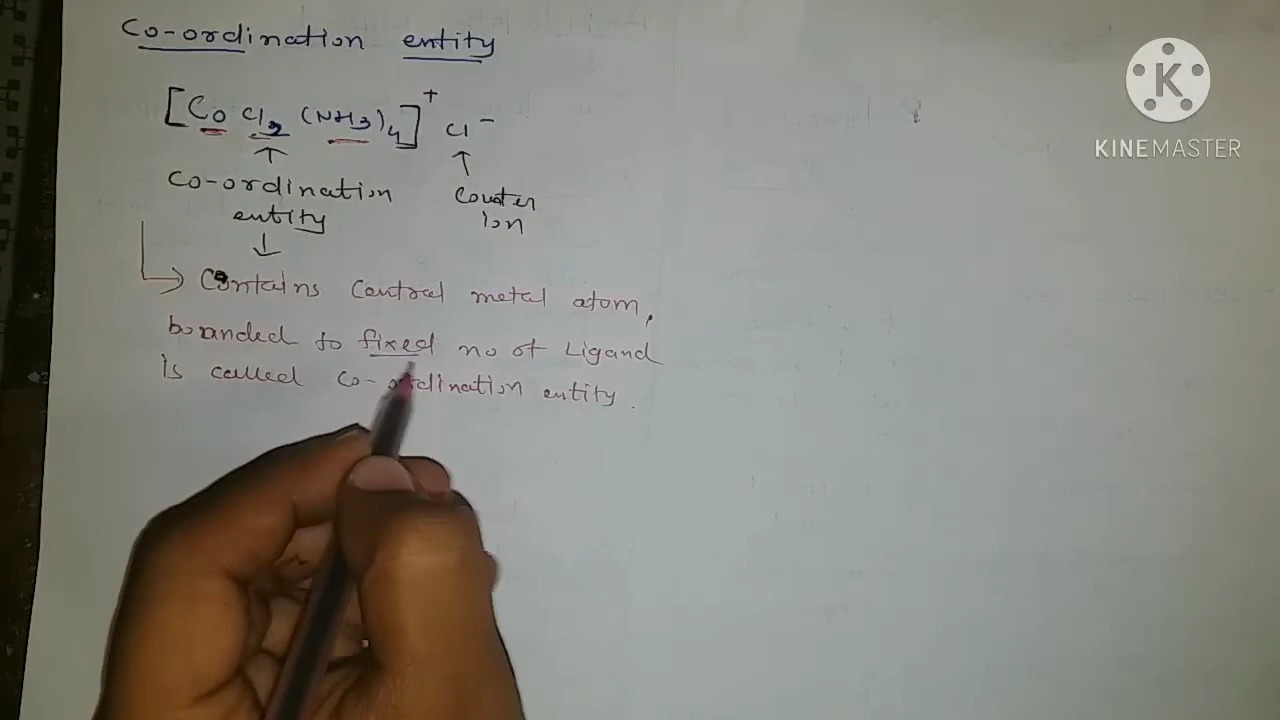 Co-ordination entity
[Co Cl2 (NH3)4]+ Cl−
Co-ordination
entity
Counter
ion
Contains central metal atom,
bounded to fixed no of Ligand
is called co-ordination entity.
K
KINEMASTER